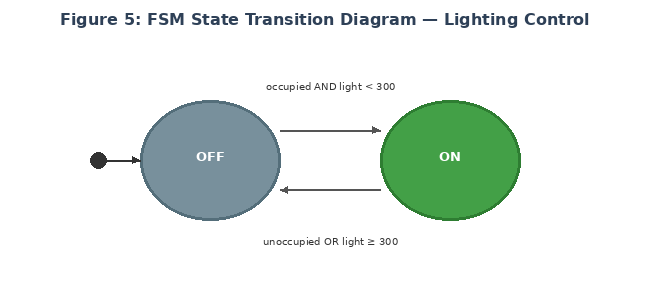 Figure 5: FSM State Transition Diagram — Lighting Control
occupied AND light < 300
OFF
ON
unoccupied OR light ≥ 300